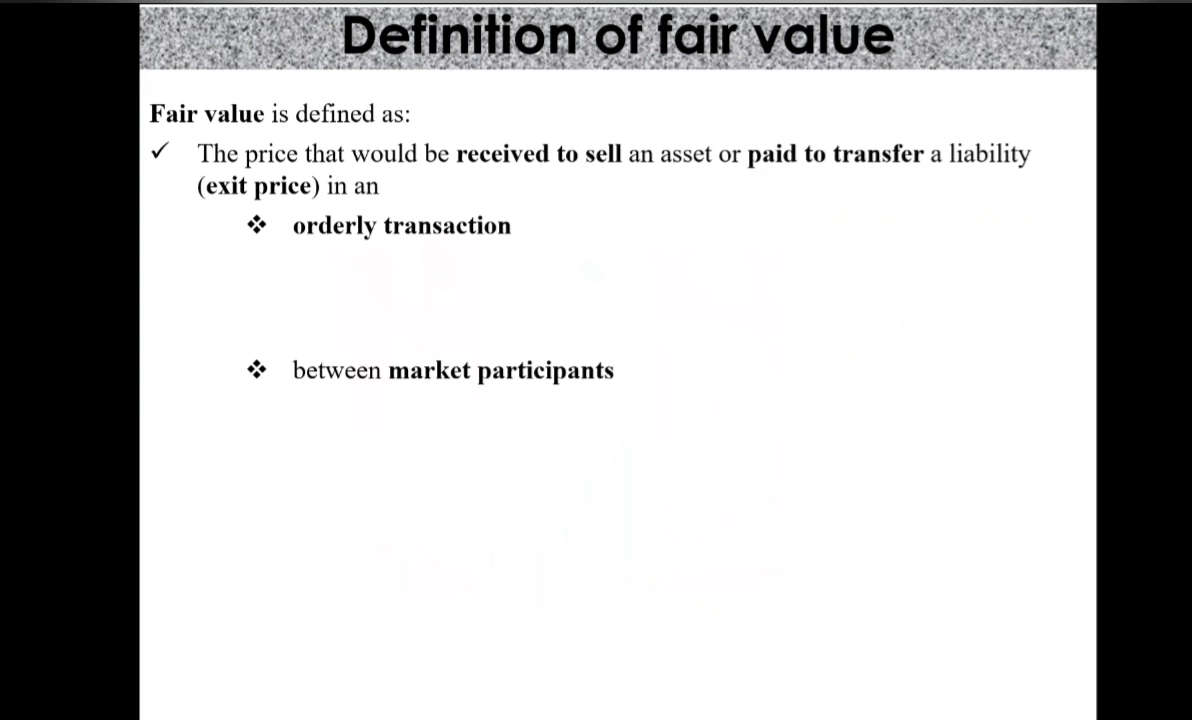 Definition of fair value
Fair value is defined as:
✓ The price that would be received to sell an asset or paid to transfer a liability
(exit price) in an
❖ orderly transaction
❖ between market participants